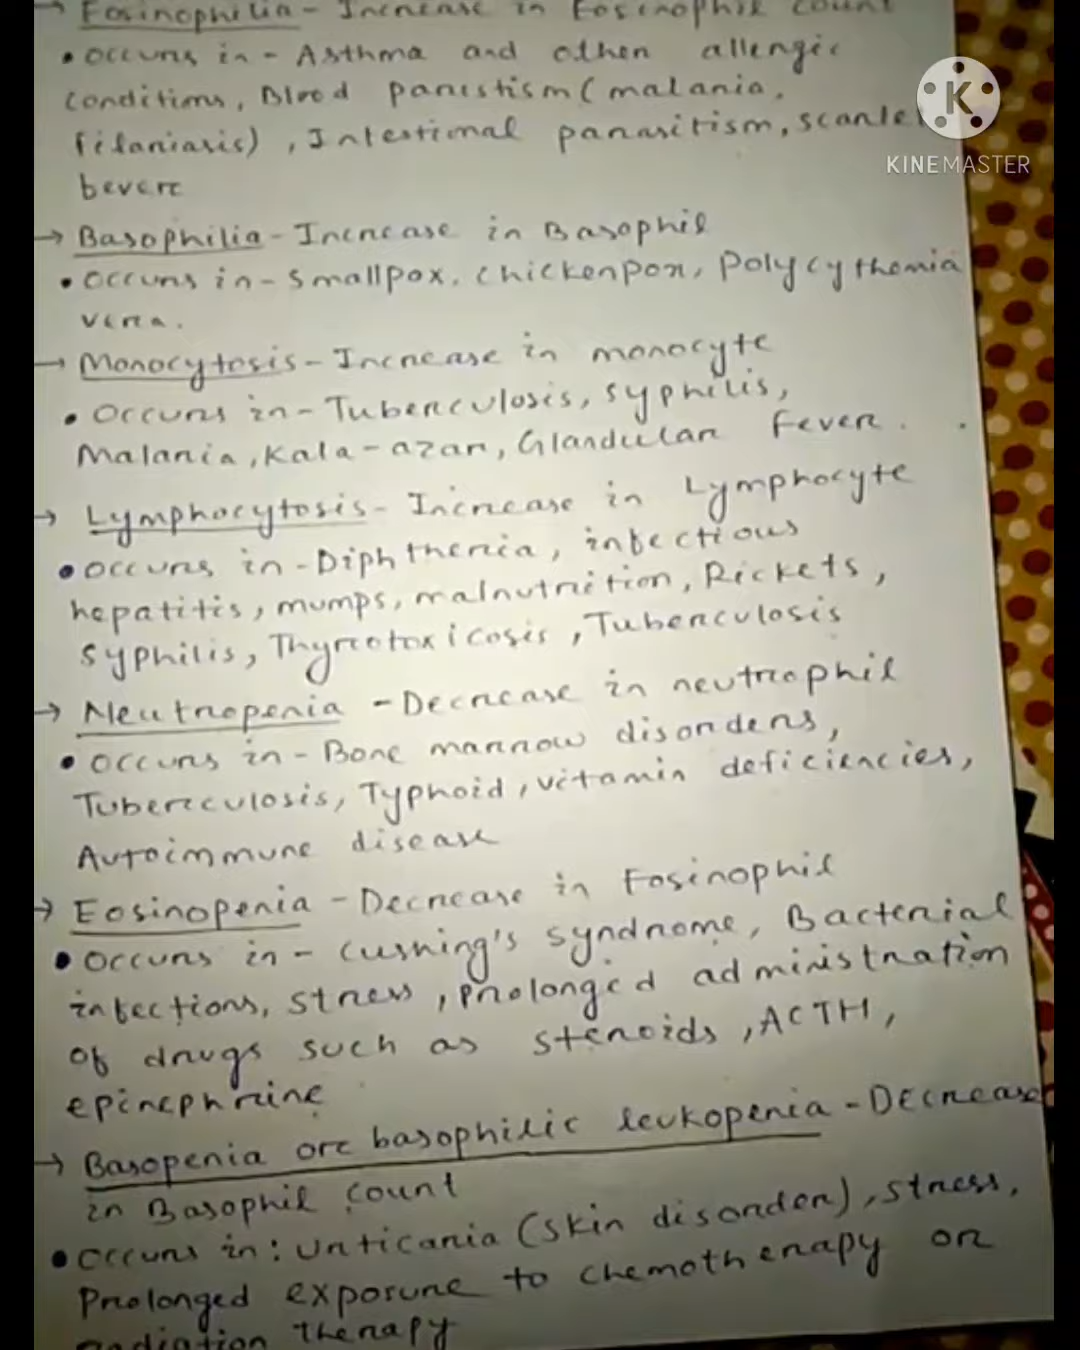 → Eosinophilia - Increase in Eosinophil count
• Occurs in - Asthma and other allergic
conditions, Blood paristism (malaria,
filariasis), Intestinal parasitism, scarlet
fever
→ Basophilia - Increase in Basophil
• Occurs in - Smallpox, chickenpox, Polycythemia
vera.
→ Monocytosis - Increase in monocyte
• Occurs in - Tuberculosis, syphilis,
Malaria, Kala-azar, Glandular Fever.
→ Lymphocytosis - Increase in Lymphocyte
• Occurs in - Diphtheria, infectious
hepatitis, mumps, malnutrition, Rickets,
syphilis, Thyrotoxicosis, Tuberculosis
→ Neutropenia - Decrease in neutrophil
• Occurs in - Bone marrow disorders,
Tuberculosis, Typhoid, vitamin deficiencies,
Autoimmune disease
→ Eosinopenia - Decrease in Eosinophil
• Occurs in - Cushing's syndrome, Bacterial
infections, stress, prolonged administration
of drugs such as steroids, ACTH,
epinephrine
→ Basopenia or basophilic leukopenia - Decrease
in Basophil count
• Occurs in: Urticaria (skin disorder), stress,
Prolonged exposure to chemotherapy or
radiation therapy
K
KINEMASTER